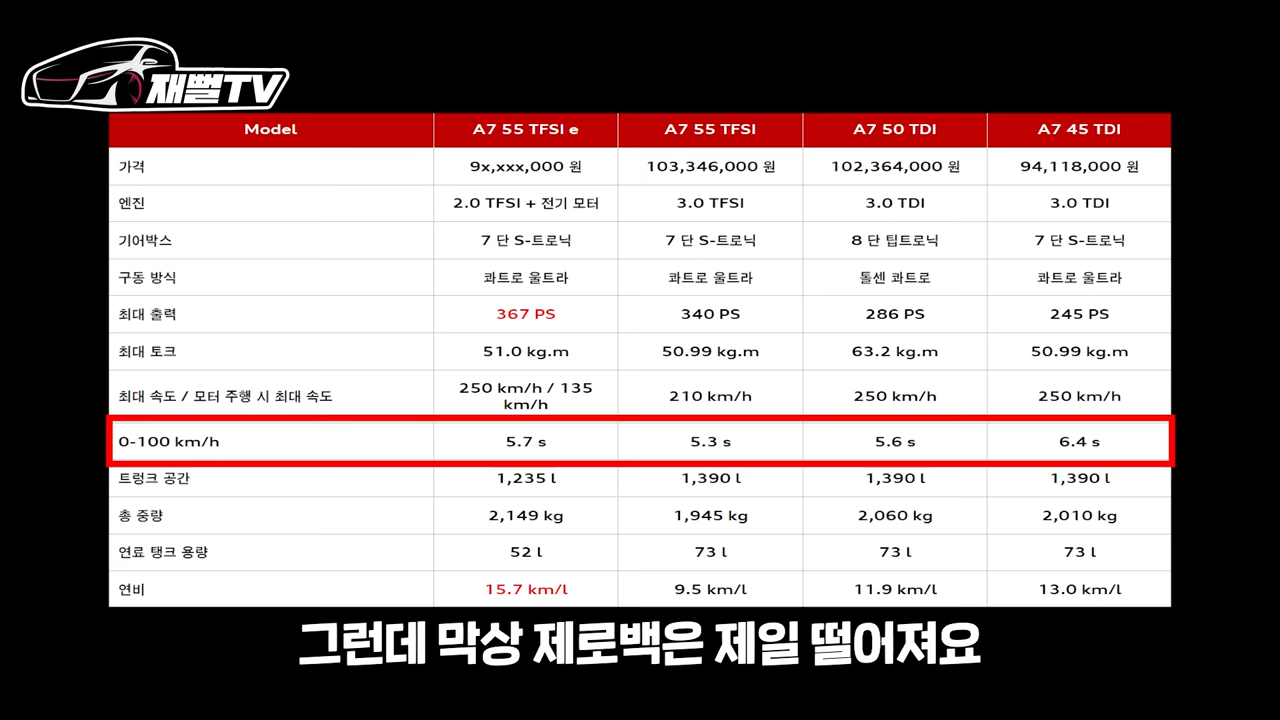 재뻘TV
Model A7 55 TFSI e A7 55 TFSI A7 50 TDI A7 45 TDI
가격 9x,xxx,000 원 103,346,000 원 102,364,000 원 94,118,000 원
엔진 2.0 TFSI + 전기 모터 3.0 TFSI 3.0 TDI 3.0 TDI
기어박스 7 단 S-트로닉 7 단 S-트로닉 8 단 팁트로닉 7 단 S-트로닉
구동 방식 콰트로 울트라 콰트로 울트라 톨센 콰트로 콰트로 울트라
최대 출력 367 PS 340 PS 286 PS 245 PS
최대 토크 51.0 kg.m 50.99 kg.m 63.2 kg.m 50.99 kg.m
최대 속도 / 모터 주행 시 최대 속도 250 km/h / 135 km/h 210 km/h 250 km/h 250 km/h
0-100 km/h 5.7 s 5.3 s 5.6 s 6.4 s
트렁크 공간 1,235 l 1,390 l 1,390 l 1,390 l
총 중량 2,149 kg 1,945 kg 2,060 kg 2,010 kg
연료 탱크 용량 52 l 73 l 73 l 73 l
연비 15.7 km/l 9.5 km/l 11.9 km/l 13.0 km/l
그런데 막상 제로백은 제일 떨어져요